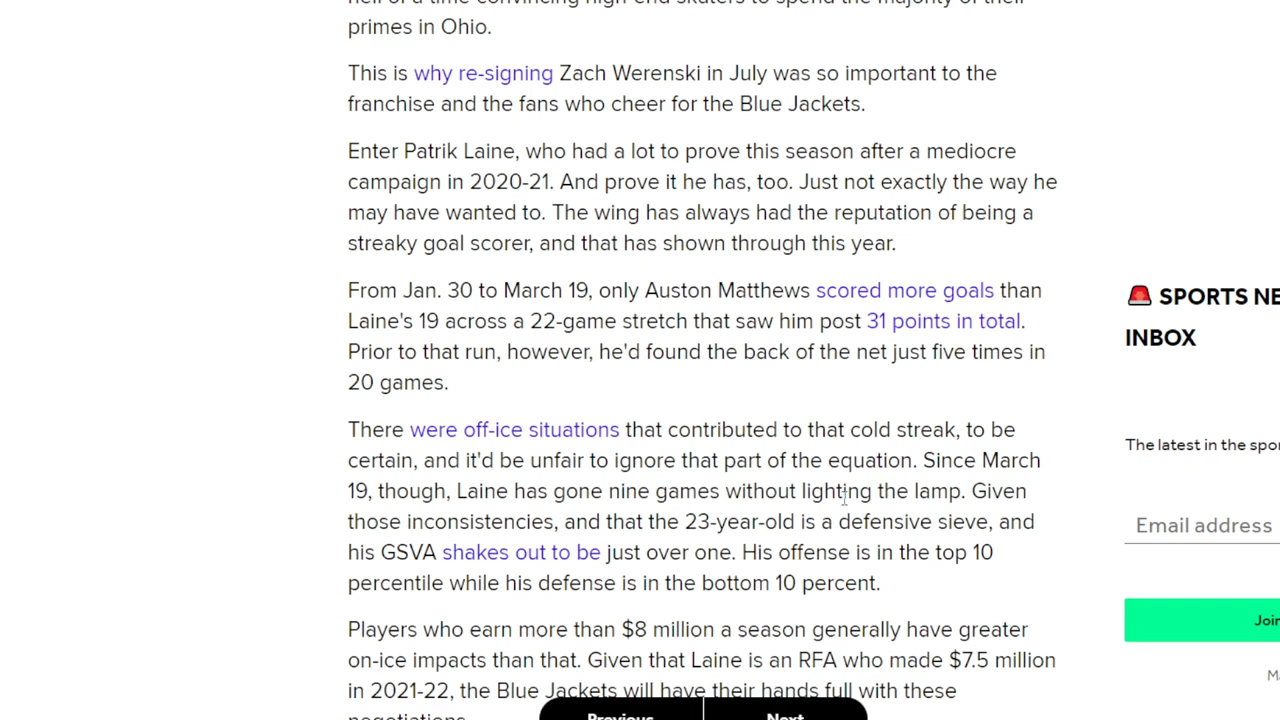 primes in Ohio.
This is why re-signing Zach Werenski in July was so important to the
franchise and the fans who cheer for the Blue Jackets.
Enter Patrik Laine, who had a lot to prove this season after a mediocre
campaign in 2020-21. And prove it he has, too. Just not exactly the way he
may have wanted to. The wing has always had the reputation of being a
streaky goal scorer, and that has shown through this year.
From Jan. 30 to March 19, only Auston Matthews scored more goals than
Laine's 19 across a 22-game stretch that saw him post 31 points in total.
Prior to that run, however, he'd found the back of the net just five times in
20 games.
There were off-ice situations that contributed to that cold streak, to be
certain, and it'd be unfair to ignore that part of the equation. Since March
19, though, Laine has gone nine games without lighting the lamp. Given
those inconsistencies, and that the 23-year-old is a defensive sieve, and
his GSVA shakes out to be just over one. His offense is in the top 10
percentile while his defense is in the bottom 10 percent.
Players who earn more than $8 million a season generally have greater
on-ice impacts than that. Given that Laine is an RFA who made $7.5 million
in 2021-22, the Blue Jackets will have their hands full with these
negotiations.
Previous
Next
🚨 SPORTS NE
INBOX
The latest in the spo
Email address
Join